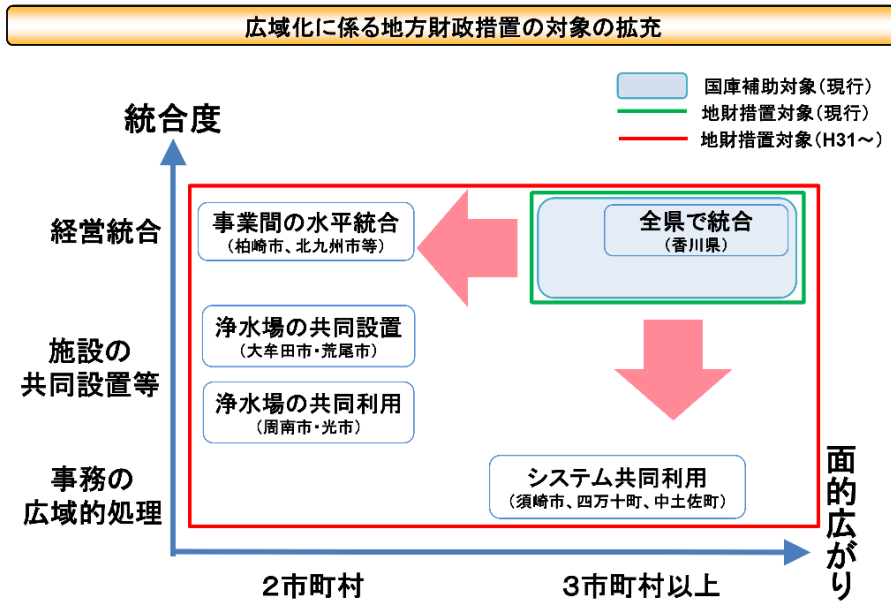 広域化に係る地方財政措置の対象の拡充
国庫補助対象(現行)
地財措置対象(現行)
地財措置対象(H31～)
統合度
経営統合
事業間の水平統合
(柏崎市、北九州市等)
全県で統合
(香川県)
施設の
共同設置等
浄水場の共同設置
(大牟田市・荒尾市)
浄水場の共同利用
(周南市・光市)
事務の
広域的処理
システム共同利用
(須崎市、四万十町、中土佐町)
面的広がり
２市町村
３市町村以上